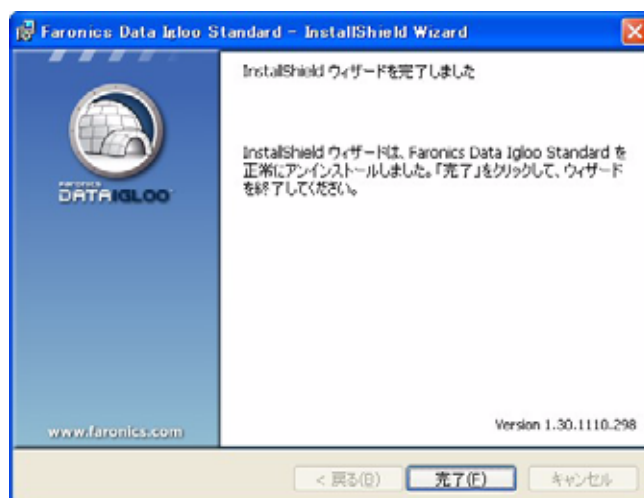 Faronics Data Igloo Standard - InstallShield Wizard
InstallShield ウィザードを完了しました
InstallShield ウィザードは、Faronics Data Igloo Standard を
正常にアンインストールしました。「完了」をクリックして、ウィザード
を終了してください。
FARONICS
DATAIGLOO
www.faronics.com
Version 1.30.1110.298
< 戻る(B)
完了(F)
キャンセル